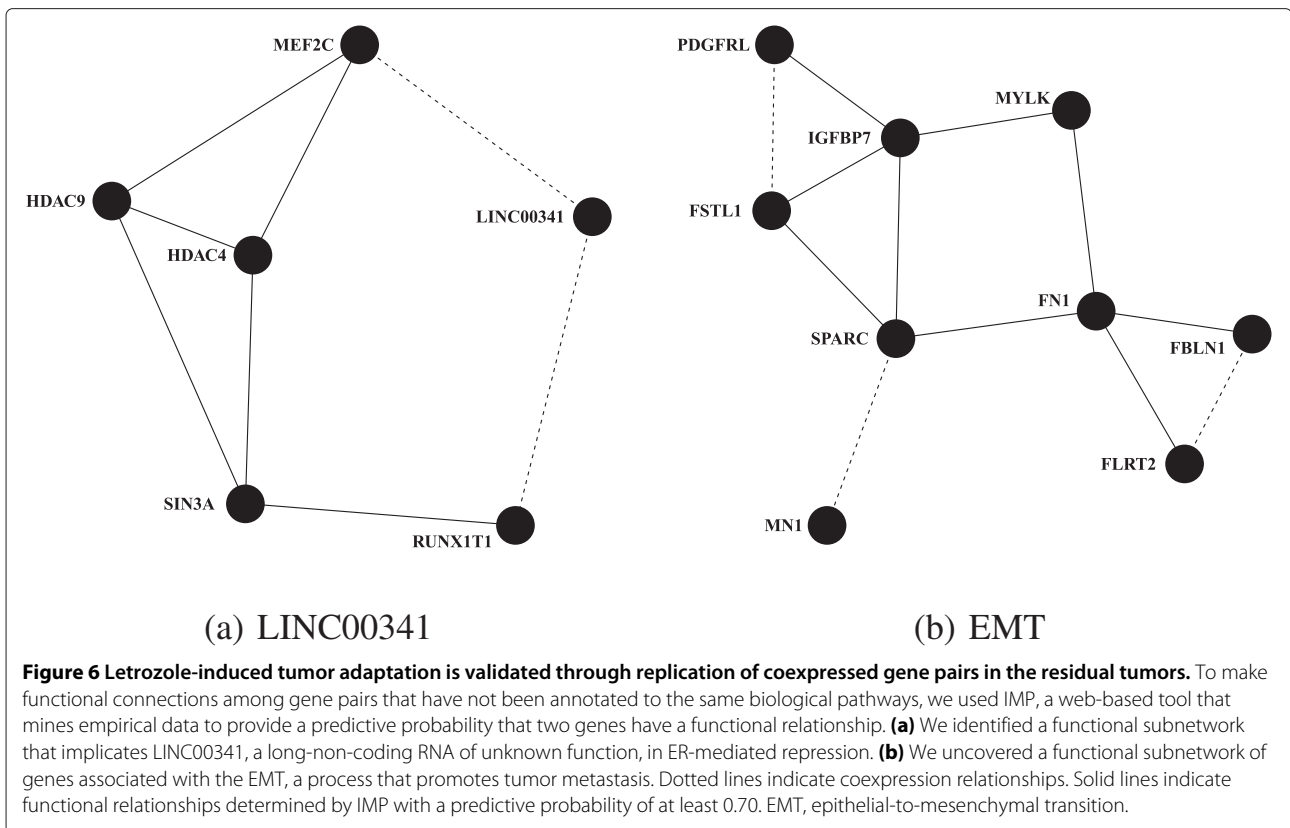 MEF2C
HDAC9
HDAC4
LINC00341
SIN3A
RUNX1T1
(a) LINC00341
PDGFRL
MYLK
IGFBP7
FSTL1
FN1
SPARC
FBLN1
FLRT2
MN1
(b) EMT
Figure 6 Letrozole-induced tumor adaptation is validated through replication of coexpressed gene pairs in the residual tumors. To make
functional connections among gene pairs that have not been annotated to the same biological pathways, we used IMP, a web-based tool that
mines empirical data to provide a predictive probability that two genes have a functional relationship. (a) We identified a functional subnetwork
that implicates LINC00341, a long-non-coding RNA of unknown function, in ER-mediated repression. (b) We uncovered a functional subnetwork of
genes associated with the EMT, a process that promotes tumor metastasis. Dotted lines indicate coexpression relationships. Solid lines indicate
functional relationships determined by IMP with a predictive probability of at least 0.70. EMT, epithelial-to-mesenchymal transition.